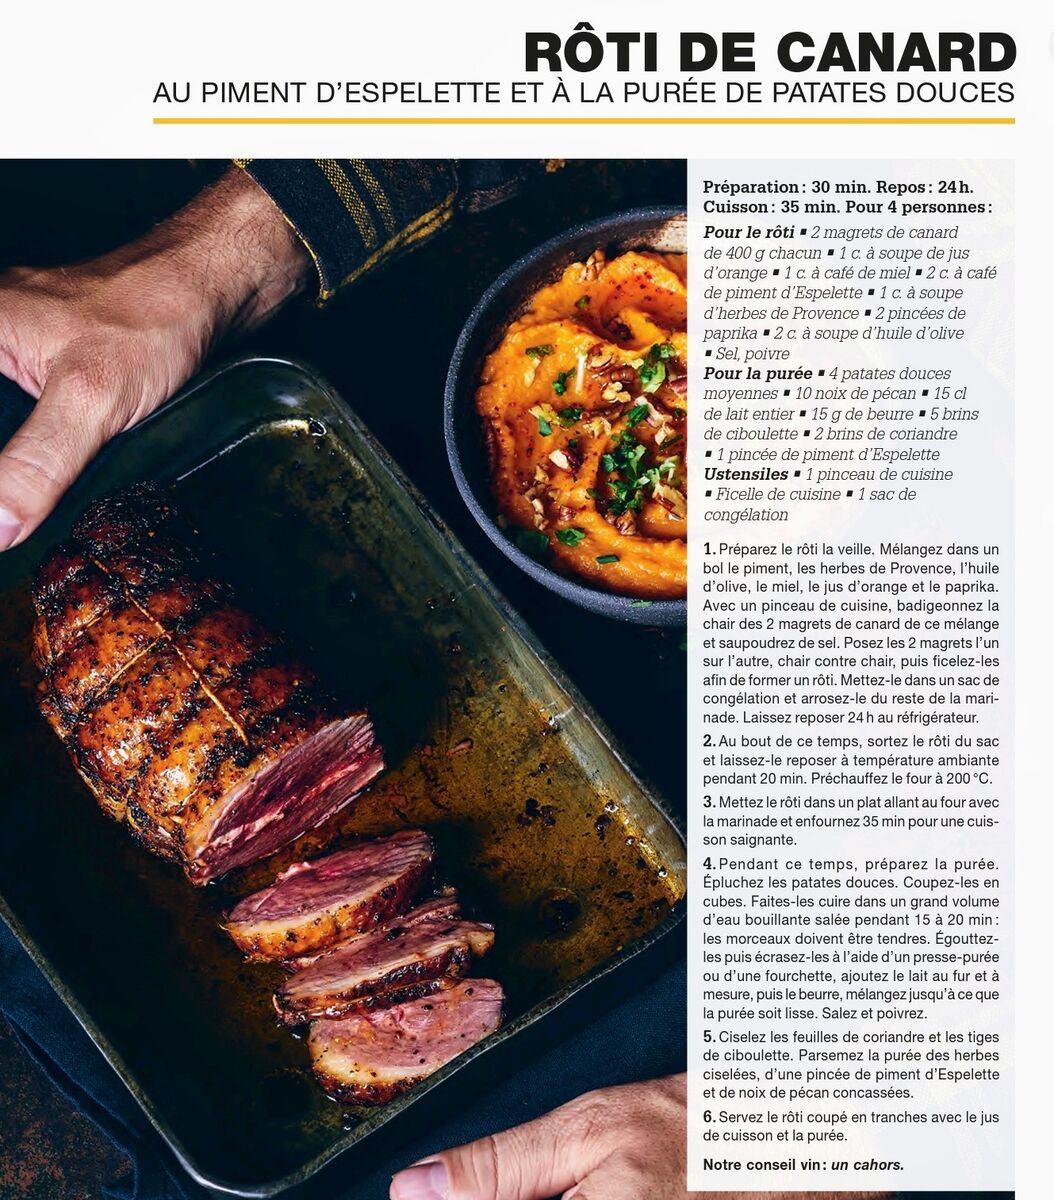 RÔTI DE CANARD
AU PIMENT D'ESPELETTE ET À LA PURÉE DE PATATES DOUCES
Préparation : 30 min. Repos : 24 h.
Cuisson : 35 min. Pour 4 personnes :
Pour le rôti ▪ 2 magrets de canard
de 400 g chacun ▪ 1 c. à soupe de jus
d'orange ▪ 1 c. à café de miel ▪ 2 c. à café
de piment d'Espelette ▪ 1 c. à soupe
d'herbes de Provence ▪ 2 pincées de
paprika ▪ 2 c. à soupe d'huile d'olive
▪ Sel, poivre
Pour la purée ▪ 4 patates douces
moyennes ▪ 10 noix de pécan ▪ 15 cl
de lait entier ▪ 15 g de beurre ▪ 5 brins
de ciboulette ▪ 2 brins de coriandre
▪ 1 pincée de piment d'Espelette
Ustensiles ▪ 1 pinceau de cuisine
▪ Ficelle de cuisine ▪ 1 sac de
congélation
1. Préparez le rôti la veille. Mélangez dans un
bol le piment, les herbes de Provence, l'huile
d'olive, le miel, le jus d'orange et le paprika.
Avec un pinceau de cuisine, badigeonnez la
chair des 2 magrets de canard de ce mélange
et saupoudrez de sel. Posez les 2 magrets l'un
sur l'autre, chair contre chair, puis ficelez-les
afin de former un rôti. Mettez-le dans un sac de
congélation et arrosez-le du reste de la mari-
nade. Laissez reposer 24 h au réfrigérateur.
2. Au bout de ce temps, sortez le rôti du sac
et laissez-le reposer à température ambiante
pendant 20 min. Préchauffez le four à 200 °C.
3. Mettez le rôti dans un plat allant au four avec
la marinade et enfournez 35 min pour une cuis-
son saignante.
4. Pendant ce temps, préparez la purée.
Épluchez les patates douces. Coupez-les en
cubes. Faites-les cuire dans un grand volume
d'eau bouillante salée pendant 15 à 20 min :
les morceaux doivent être tendres. Égouttez-
les puis écrasez-les à l'aide d'un presse-purée
ou d'une fourchette, ajoutez le lait au fur et à
mesure, puis le beurre, mélangez jusqu'à ce que
la purée soit lisse. Salez et poivrez.
5. Ciselez les feuilles de coriandre et les tiges
de ciboulette. Parsemez la purée des herbes
ciselées, d'une pincée de piment d'Espelette
et de noix de pécan concassées.
6. Servez le rôti coupé en tranches avec le jus
de cuisson et la purée.
Notre conseil vin : un cahors.